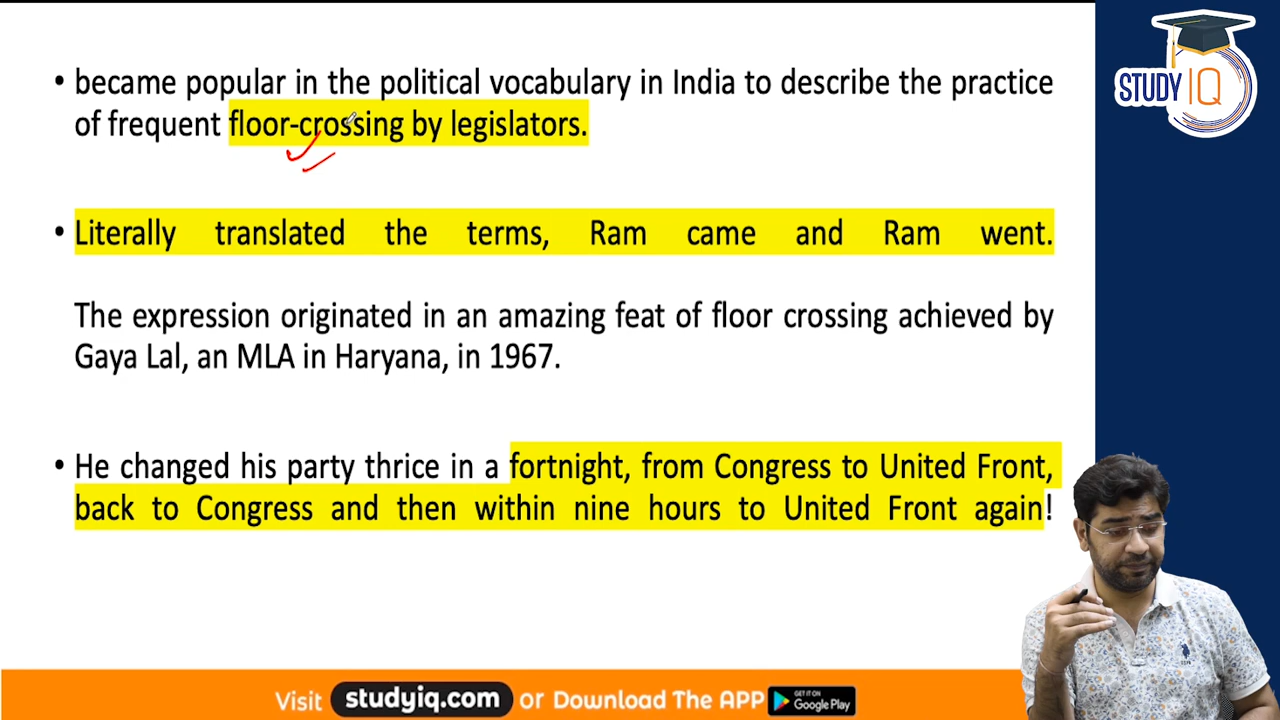 • became popular in the political vocabulary in India to describe the practice
of frequent floor-crossing by legislators.
• Literally translated the terms, Ram came and Ram went.
The expression originated in an amazing feat of floor crossing achieved by
Gaya Lal, an MLA in Haryana, in 1967.
• He changed his party thrice in a fortnight, from Congress to United Front,
back to Congress and then within nine hours to United Front again!
STUDY IQ
Visit studyiq.com or Download The APP GET IT ON Google Play